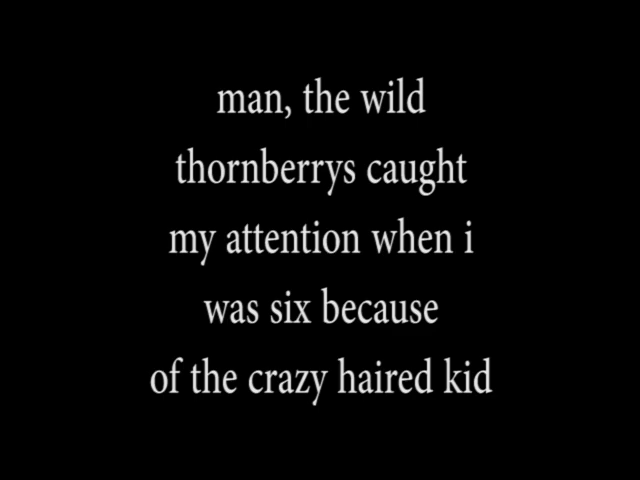 man, the wild
thornberrys caught
my attention when i
was six because
of the crazy haired kid